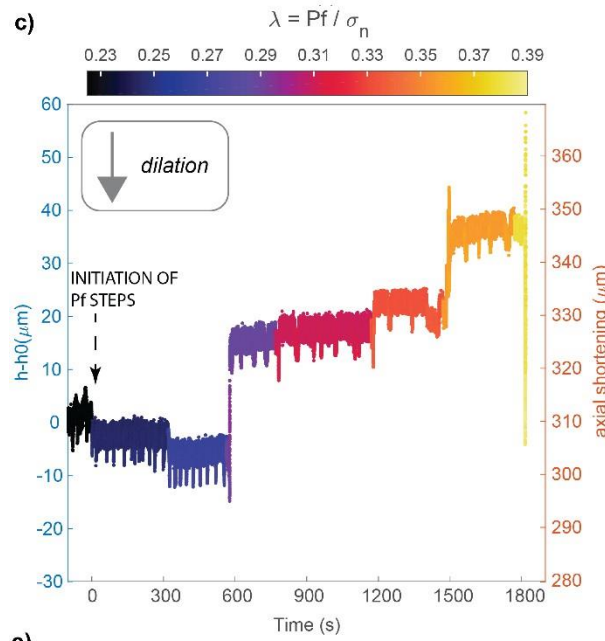 c)
λ = Pf / σn
0.23 0.25 0.27 0.29 0.31 0.33 0.35 0.37 0.39
60
50
40
30
20
10
0
-10
-20
-30
h-h0(μm)
dilation
INITIATION OF
Pf STEPS
360
350
340
330
320
310
300
290
280
axial shortening (μm)
0 300 600 900 1200 1500 1800
Time (s)